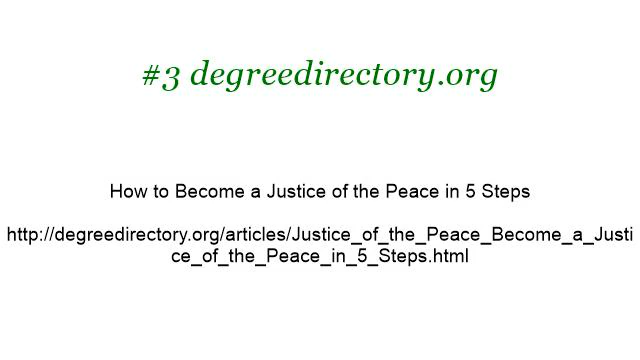 #3 degreedirectory.org
How to Become a Justice of the Peace in 5 Steps
http://degreedirectory.org/articles/Justice_of_the_Peace_Become_a_Justi
ce_of_the_Peace_in_5_Steps.html